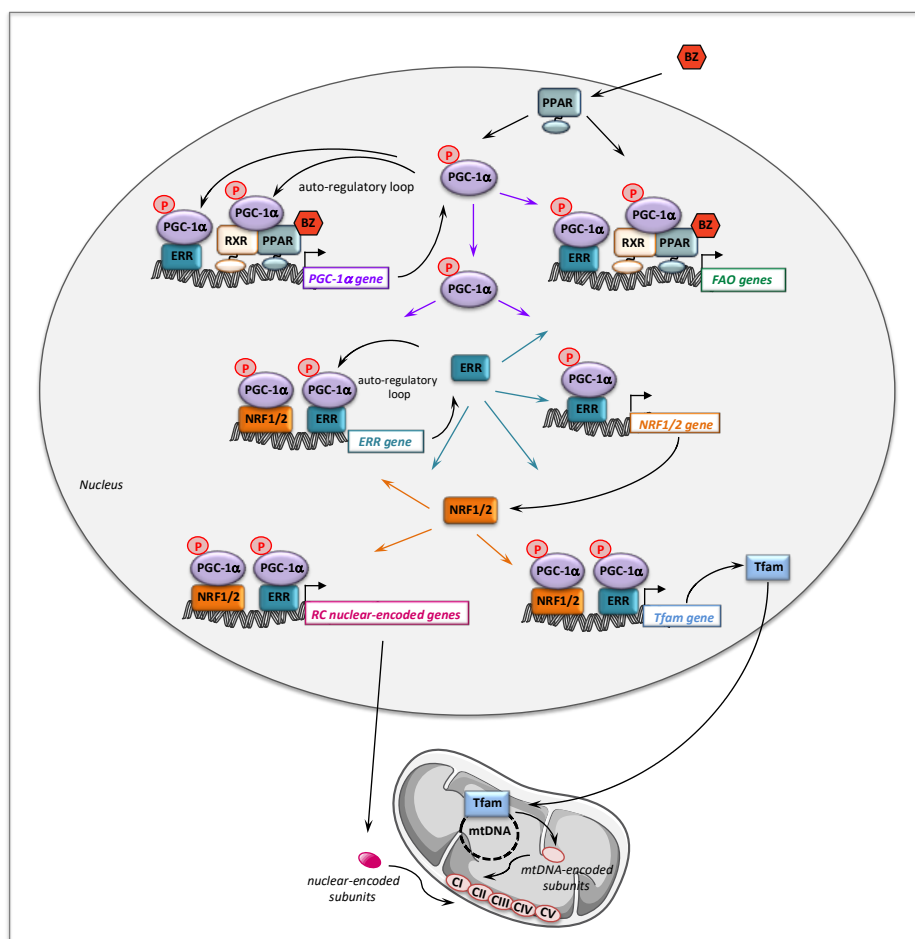 BZ
PPAR
P
PGC-1α
auto-regulatory loop
P
PGC-1α
ERR
P
PGC-1α
RXR
PPAR
BZ
PGC-1α gene
P
PGC-1α
ERR
P
PGC-1α
RXR
PPAR
BZ
FAO genes
P
PGC-1α
P
PGC-1α
NRF1/2
P
PGC-1α
ERR
auto-regulatory
loop
ERR gene
ERR
P
PGC-1α
ERR
NRF1/2 gene
Nucleus
NRF1/2
P
PGC-1α
NRF1/2
P
PGC-1α
ERR
RC nuclear-encoded genes
P
PGC-1α
NRF1/2
P
PGC-1α
ERR
Tfam gene
Tfam
Tfam
mtDNA
mtDNA-encoded
subunits
nuclear-encoded
subunits
CI
CII
CIII
CIV
CV